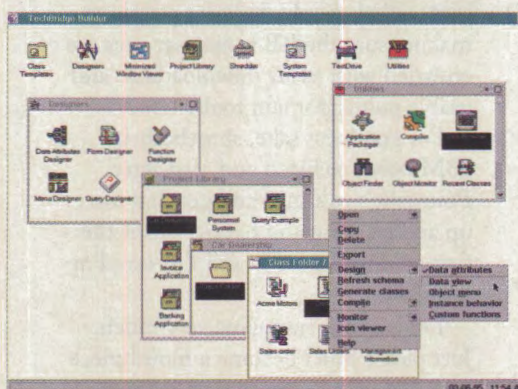 TechBridge Builder
Class Templates
Designers
Minimized Window Viewer
Project Library
Shredder
System Templates
Utilities
Designers
Data Attributes Designer
Form Designer
Function Designer
Menu Designer
Query Designer
Utilities
Application Packager
Compiler
Object Finder
Object Monitor
Recent Classes
Project Library
Personnel System
Query Example
Invoice Application
Banking Application
Car Dealership
Class Folder
Acme Motors
Sales order
Sales Orders
Management Information
Open
Copy
Delete
Export
Design
Refresh schema
Generate classes
Compile
Monitor
Icon viewer
Help
Data attributes
Data view
Object menu
Instance behavior
Custom functions